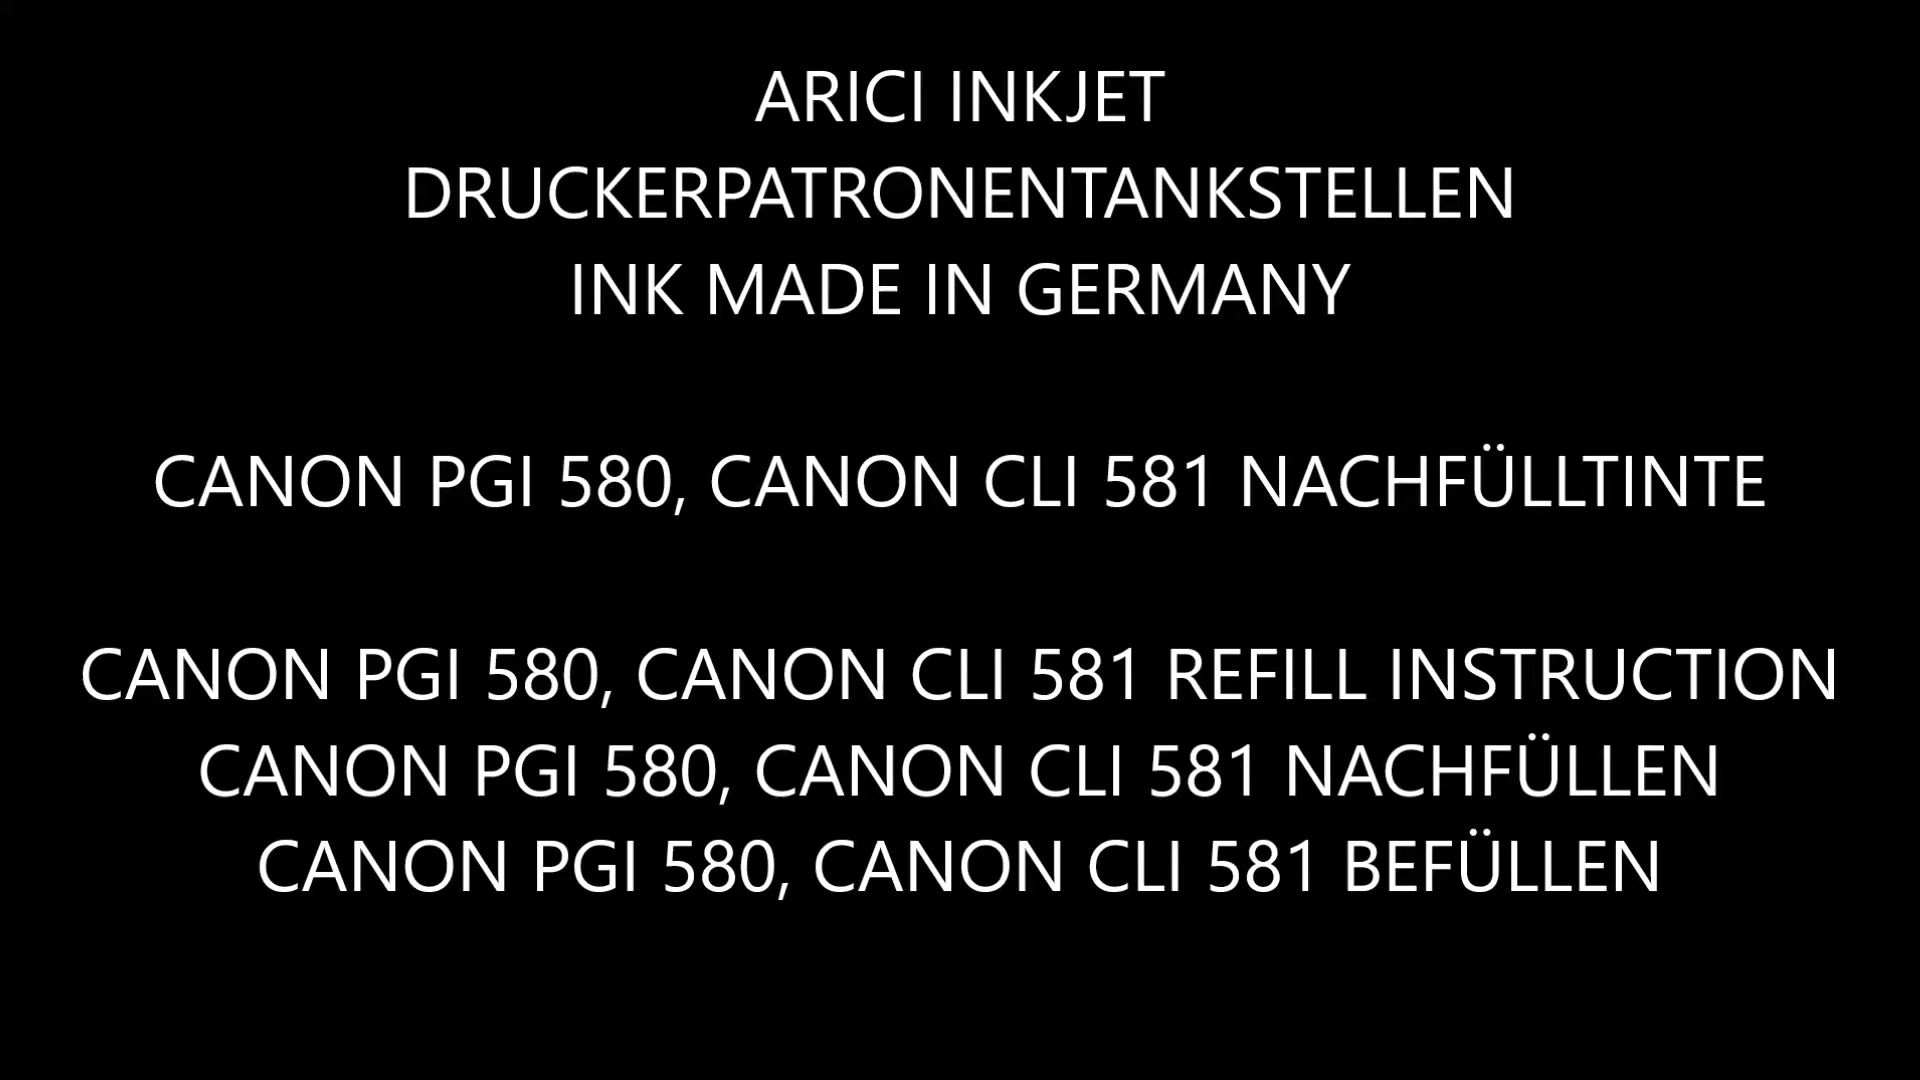 ARICI INKJET
DRUCKERPATRONENTANKSTELLEN
INK MADE IN GERMANY
CANON PGI 580, CANON CLI 581 NACHFÜLLTINTE
CANON PGI 580, CANON CLI 581 REFILL INSTRUCTION
CANON PGI 580, CANON CLI 581 NACHFÜLLEN
CANON PGI 580, CANON CLI 581 BEFÜLLEN